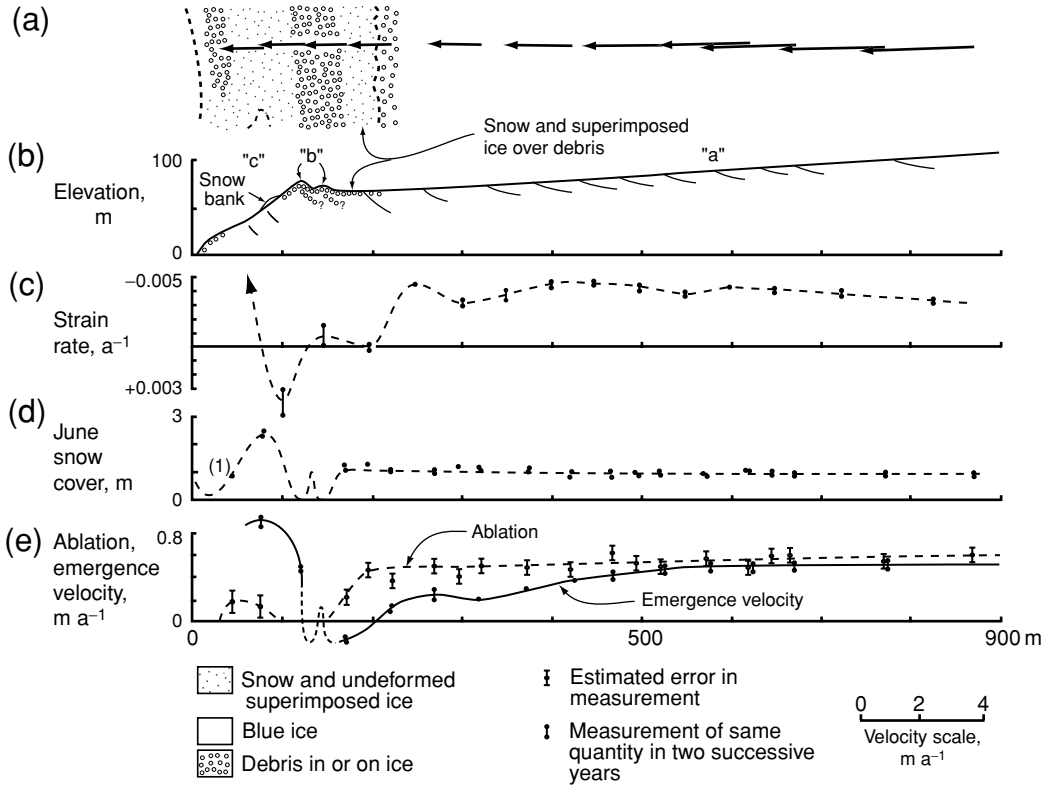 (a)
Snow and superimposed
ice over debris
(b)
100
Elevation,
m
0
"c"
"b"
"a"
Snow
bank
? ?
(c)
−0.005
Strain
rate, a−1
+0.003
(d)
3
June
snow
cover, m
(1)
0
(e)
0.8
Ablation,
emergence
velocity,
m a−1
0
Ablation
Emergence velocity
0 500 900 m
Snow and undeformed
superimposed ice
Blue ice
Debris in or on ice
Estimated error in
measurement
Measurement of same
quantity in two successive
years
0 2 4
Velocity scale,
m a−1